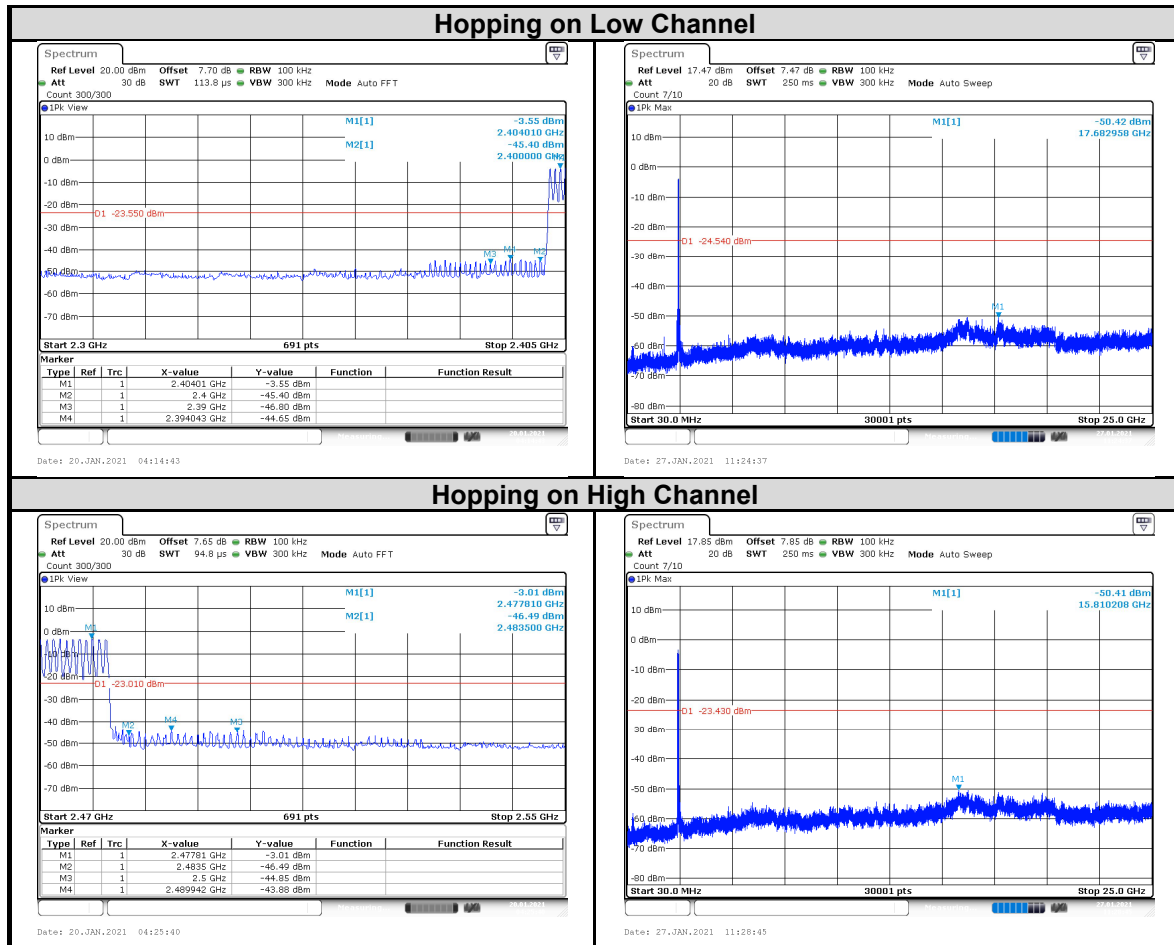 Hopping on Low Channel
Spectrum
Ref Level 20.00 dBm Offset 7.70 dB RBW 100 kHz
Att 30 dB SWT 113.8 µs VBW 300 kHz Mode Auto FFT
Count 300/300
1Pk View
M1[1] -3.55 dBm
2.404010 GHz
M2[1] -45.40 dBm
2.400000 GHz
10 dBm
0 dBm
-10 dBm
-20 dBm
D1 -23.550 dBm
-30 dBm
-40 dBm
M3 M4 M2
-50 dBm
-60 dBm
-70 dBm
Start 2.3 GHz 691 pts Stop 2.405 GHz
Marker
Type Ref Trc X-value Y-value Function Function Result
M1 1 2.40401 GHz -3.55 dBm
M2 1 2.4 GHz -45.40 dBm
M3 1 2.39 GHz -46.80 dBm
M4 1 2.394043 GHz -44.65 dBm
Date: 20.JAN.2021 04:14:43
Spectrum
Ref Level 17.47 dBm Offset 7.47 dB RBW 100 kHz
Att 20 dB SWT 250 ms VBW 300 kHz Mode Auto Sweep
Count 7/10
1Pk Max
M1[1] -50.42 dBm
17.682958 GHz
10 dBm
0 dBm
-10 dBm
-20 dBm
D1 -24.540 dBm
-30 dBm
-40 dBm
-50 dBm
M1
-60 dBm
-70 dBm
-80 dBm
Start 30.0 MHz 30001 pts Stop 25.0 GHz
Date: 27.JAN.2021 11:24:37
Hopping on High Channel
Spectrum
Ref Level 20.00 dBm Offset 7.65 dB RBW 100 kHz
Att 30 dB SWT 94.8 µs VBW 300 kHz Mode Auto FFT
Count 300/300
1Pk View
M1[1] -3.01 dBm
2.477810 GHz
M2[1] -46.49 dBm
2.483500 GHz
10 dBm
0 dBm
M1
-10 dBm
-20 dBm
D1 -23.010 dBm
-30 dBm
-40 dBm
M2 M4 M3
-50 dBm
-60 dBm
-70 dBm
Start 2.47 GHz 691 pts Stop 2.55 GHz
Marker
Type Ref Trc X-value Y-value Function Function Result
M1 1 2.47781 GHz -3.01 dBm
M2 1 2.4835 GHz -46.49 dBm
M3 1 2.5 GHz -44.85 dBm
M4 1 2.489942 GHz -43.88 dBm
Date: 20.JAN.2021 04:25:40
Spectrum
Ref Level 17.85 dBm Offset 7.85 dB RBW 100 kHz
Att 20 dB SWT 250 ms VBW 300 kHz Mode Auto Sweep
Count 7/10
1Pk Max
M1[1] -50.41 dBm
15.810208 GHz
10 dBm
0 dBm
-10 dBm
-20 dBm
D1 -23.430 dBm
30 dBm
-40 dBm
-50 dBm
M1
-60 dBm
-70 dBm
-80 dBm
Start 30.0 MHz 30001 pts Stop 25.0 GHz
Date: 27.JAN.2021 11:28:45